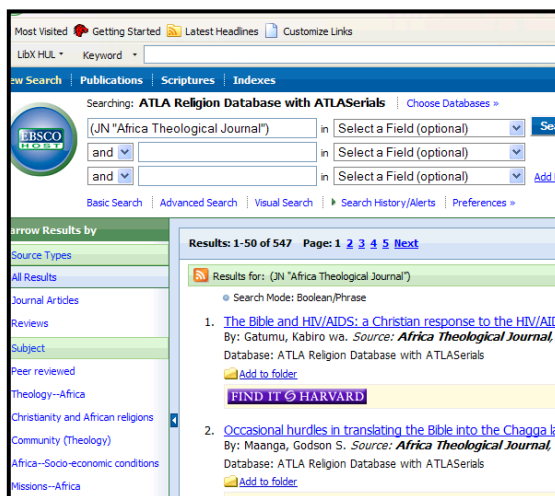 Most Visited Getting Started Latest Headlines Customize Links
LibX HUL Keyword
ew Search Publications Scriptures Indexes
Searching: ATLA Religion Database with ATLASerials Choose Databases »
EBSCO
HOST
(JN "Africa Theological Journal") in Select a Field (optional) Sea
and in Select a Field (optional)
and in Select a Field (optional) Add
Basic Search Advanced Search Visual Search Search History/Alerts Preferences »
arrow Results by
Results: 1-50 of 547 Page: 1 2 3 4 5 Next
Source Types
All Results
Results for: (JN "Africa Theological Journal")
Journal Articles
Search Mode: Boolean/Phrase
Reviews
1. The Bible and HIV/AIDS: a Christian response to the HIV/AID
Subject
By: Gatumu, Kabiro wa. Source: Africa Theological Journal,
Peer reviewed
Database: ATLA Religion Database with ATLASerials
Add to folder
Theology--Africa
FIND IT @ HARVARD
Christianity and African religions
2. Occasional hurdles in translating the Bible into the Chagga la
Community (Theology)
By: Maanga, Godson S. Source: Africa Theological Journal,
Africa--Socio-economic conditions
Database: ATLA Religion Database with ATLASerials
Missions--Africa
Add to folder